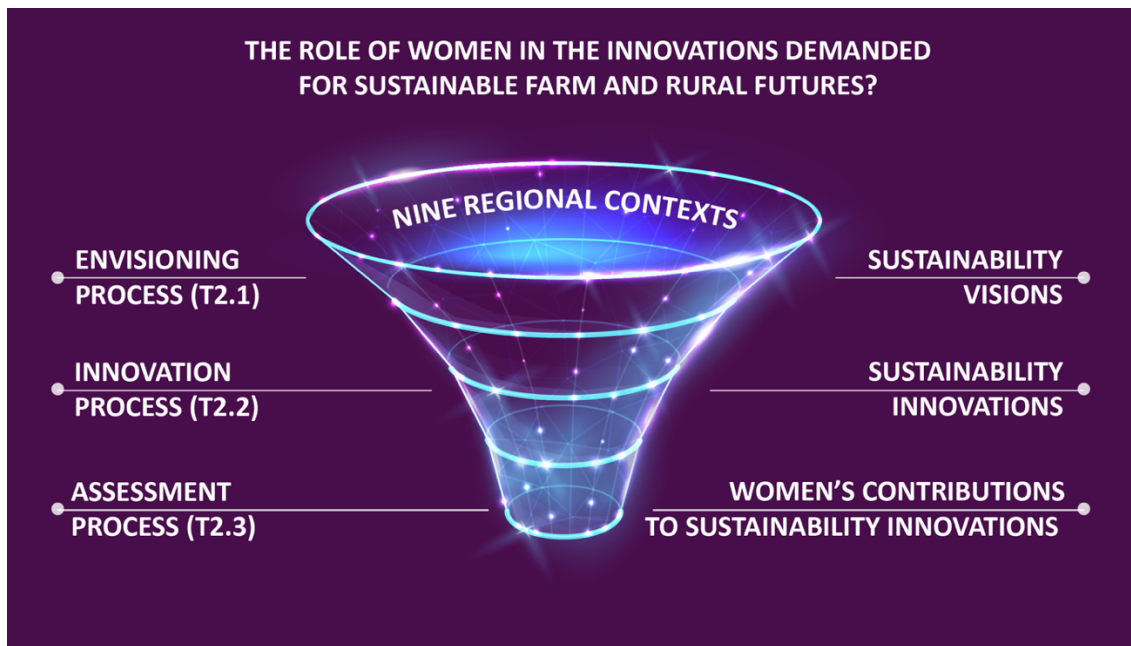 THE ROLE OF WOMEN IN THE INNOVATIONS DEMANDED
FOR SUSTAINABLE FARM AND RURAL FUTURES?
NINE REGIONAL CONTEXTS
ENVISIONING
PROCESS (T2.1)
SUSTAINABILITY
VISIONS
INNOVATION
PROCESS (T2.2)
SUSTAINABILITY
INNOVATIONS
ASSESSMENT
PROCESS (T2.3)
WOMEN’S CONTRIBUTIONS
TO SUSTAINABILITY INNOVATIONS